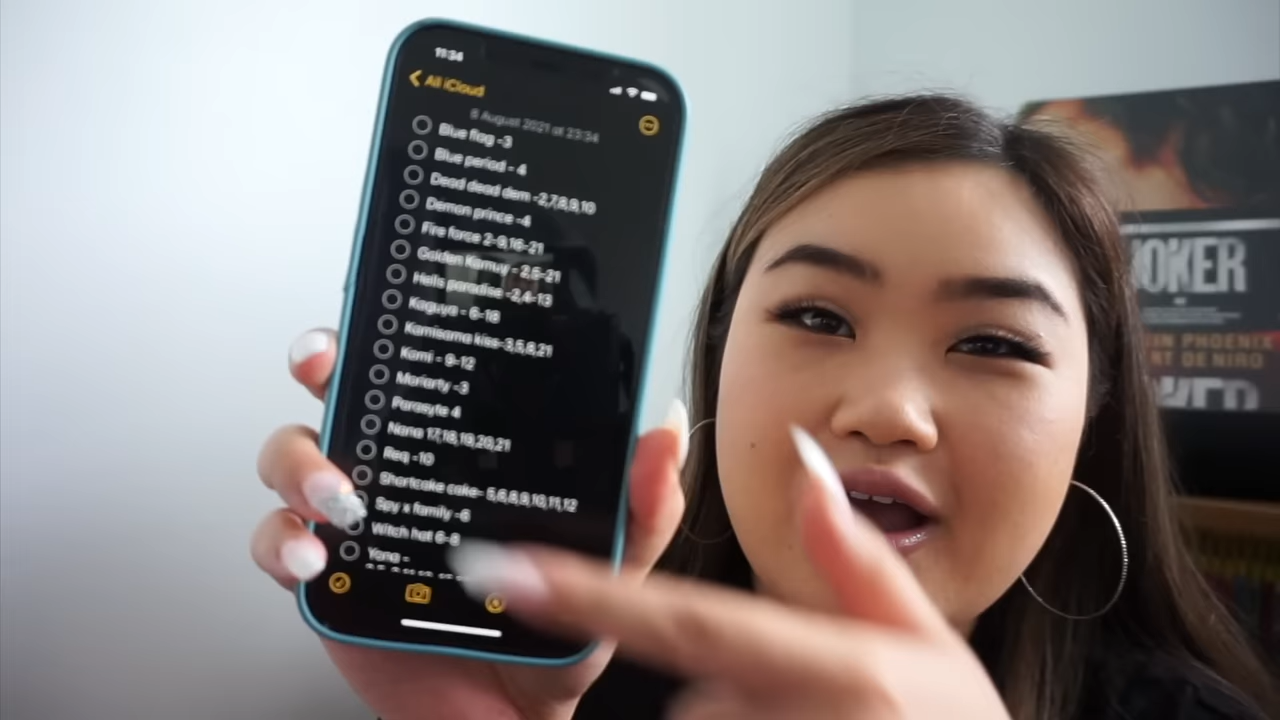 11:34
All iCloud
6 August 2021 at 23:34
Blue flag -3
Blue period - 4
Dead dead dem -2,7,8,9,10
Demon prince -4
Fire force 2-9,16-21
Golden Kamuy - 2,5-21
Hells paradise -2,4-13
Kaguya - 6-18
Kamisama kiss-3,5,8,21
Komi - 9-12
Moriarty -3
Parasyte 4
Nana 17,18,19,20,21
Req -10
Shortcake cake- 5,6,8,9,10,11,12
Spy x family -6
Witch hat 6-8
Yona -
JOKER
PHOENIX
DE NIRO